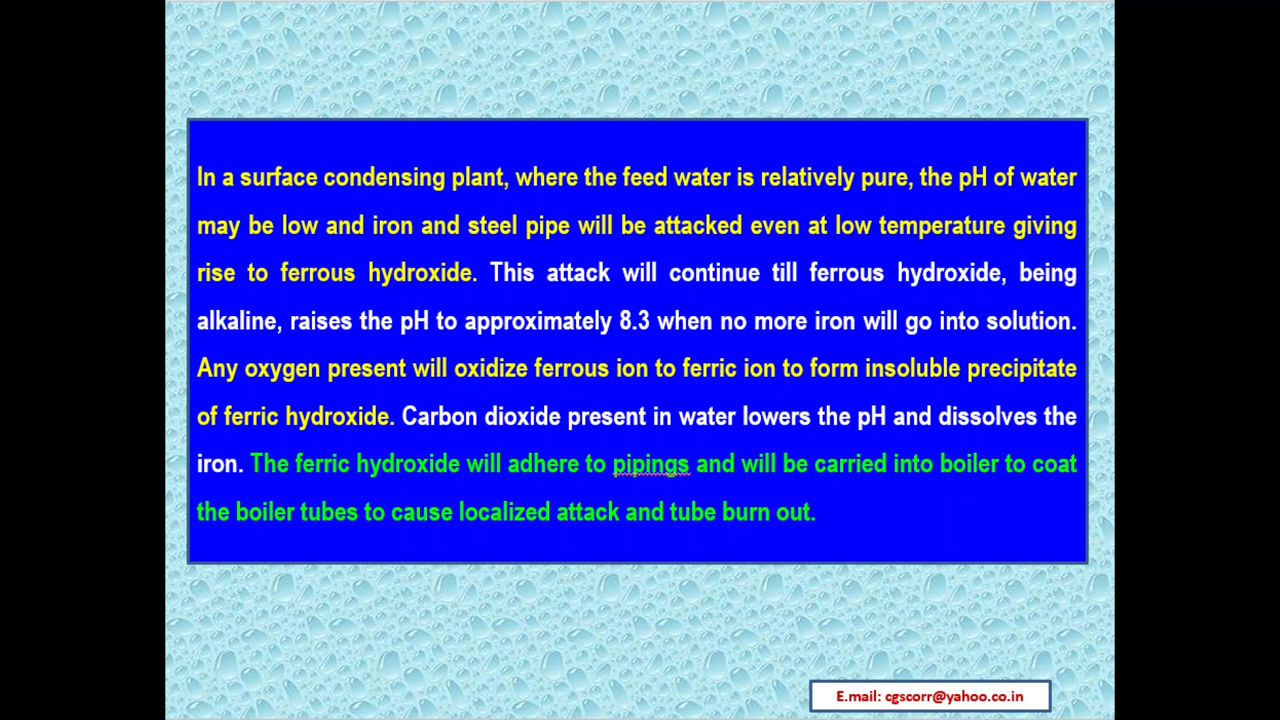 In a surface condensing plant, where the feed water is relatively pure, the pH of water
may be low and iron and steel pipe will be attacked even at low temperature giving
rise to ferrous hydroxide. This attack will continue till ferrous hydroxide, being
alkaline, raises the pH to approximately 8.3 when no more iron will go into solution.
Any oxygen present will oxidize ferrous ion to ferric ion to form insoluble precipitate
of ferric hydroxide. Carbon dioxide present in water lowers the pH and dissolves the
iron. The ferric hydroxide will adhere to pipings and will be carried into boiler to coat
the boiler tubes to cause localized attack and tube burn out.
E.mail: cgscorr@yahoo.co.in